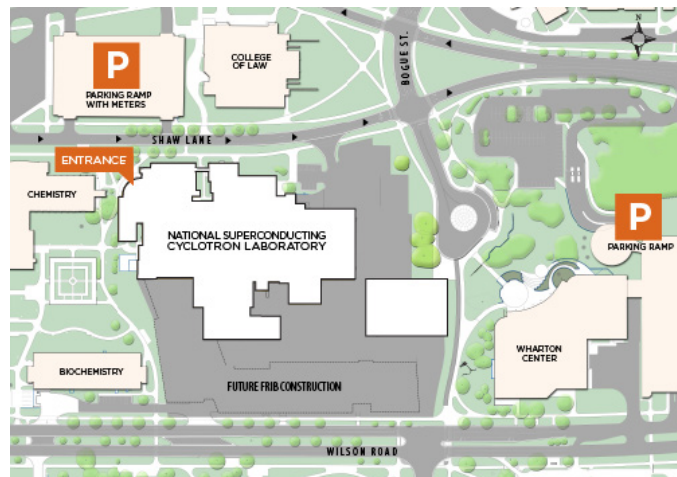 N
P
PARKING RAMP
WITH METERS
COLLEGE
OF LAW
BOGUE ST.
SHAW LANE
ENTRANCE
CHEMISTRY
NATIONAL SUPERCONDUCTING
CYCLOTRON LABORATORY
P
PARKING RAMP
WHARTON
CENTER
BIOCHEMISTRY
FUTURE FRIB CONSTRUCTION
WILSON ROAD